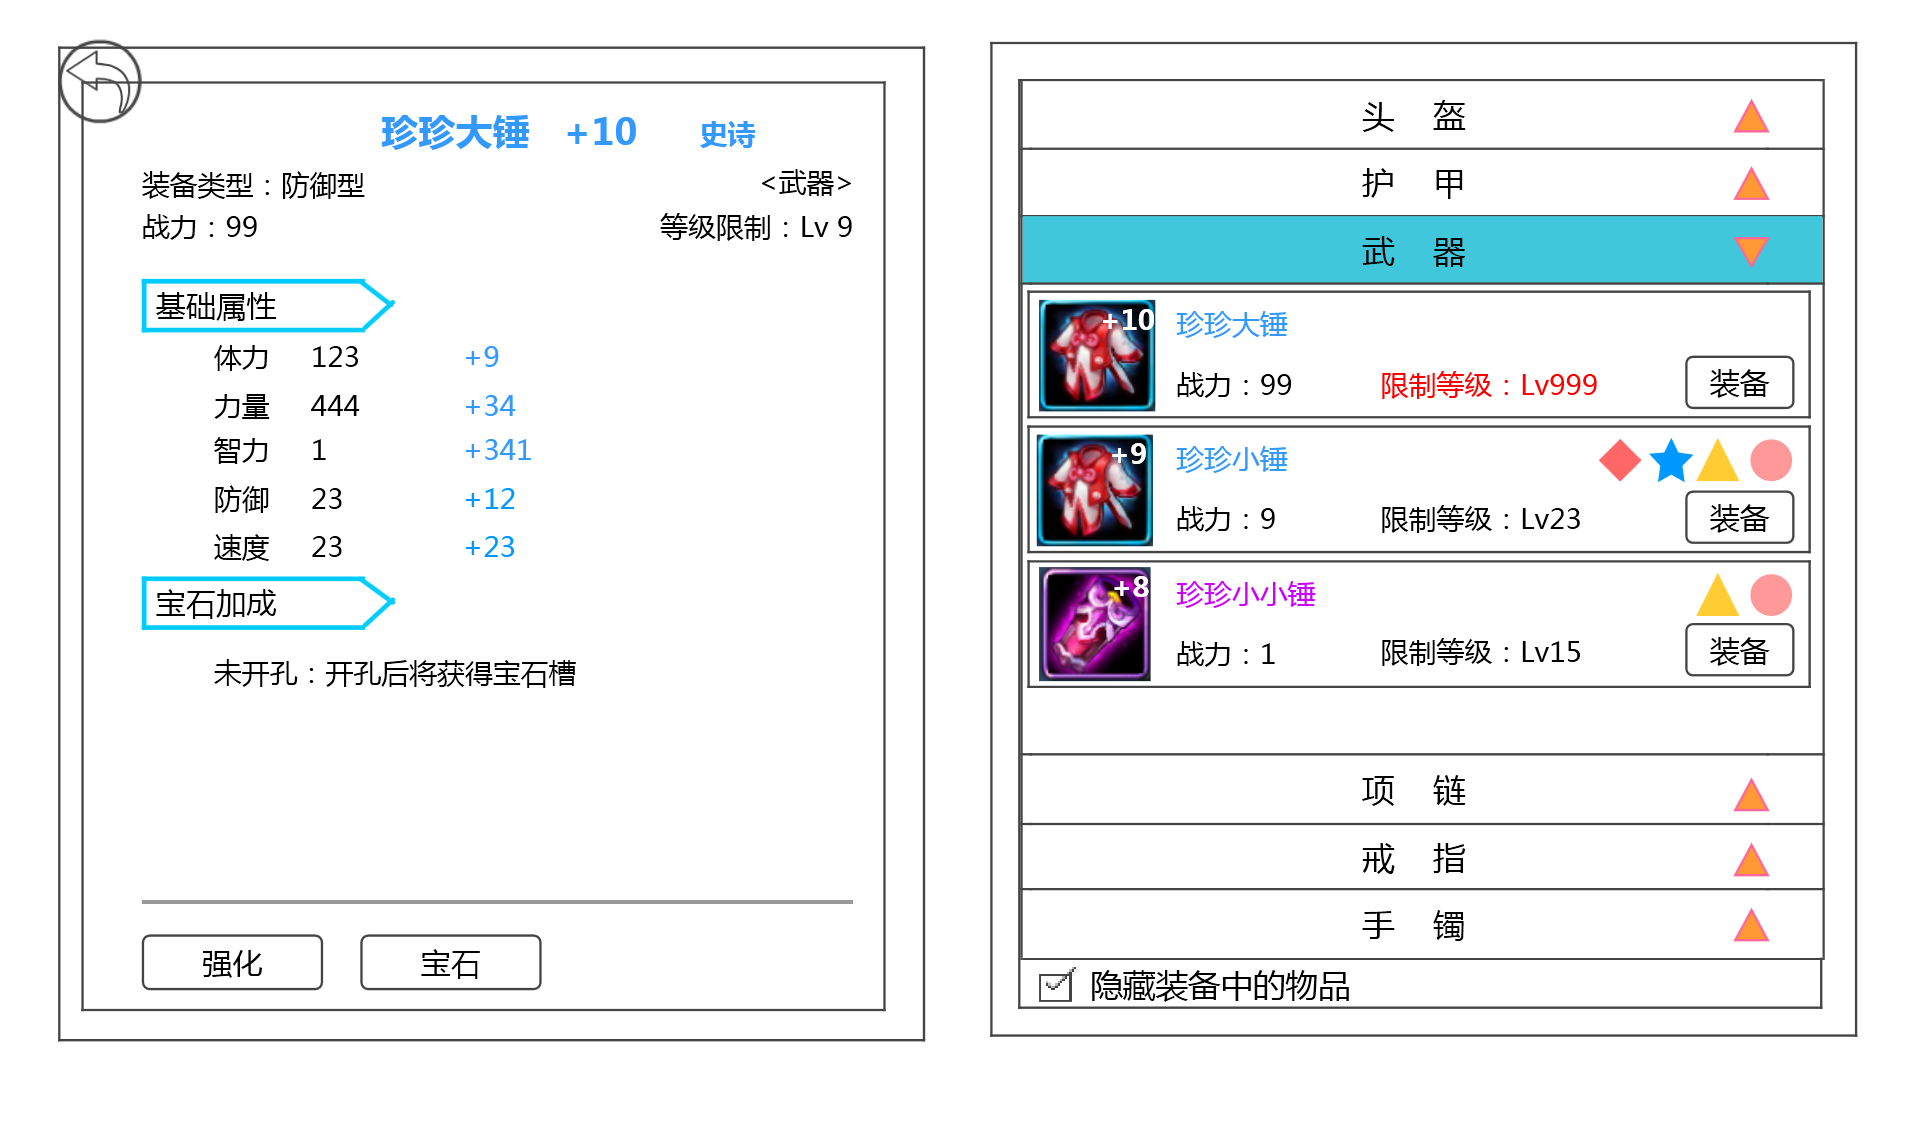 珍珍大锤 +10 史诗
装备类型：防御型 <武器>
战力：99 等级限制：Lv 9
基础属性
体力 123 +9
力量 444 +34
智力 1 +341
防御 23 +12
速度 23 +23
宝石加成
未开孔：开孔后将获得宝石槽
强化 宝石
头 盔
护 甲
武 器
+10 珍珍大锤
战力：99 限制等级：Lv999 装备
+9 珍珍小锤
战力：9 限制等级：Lv23 装备
+8 珍珍小小锤
战力：1 限制等级：Lv15 装备
项 链
戒 指
手 镯
隐藏装备中的物品